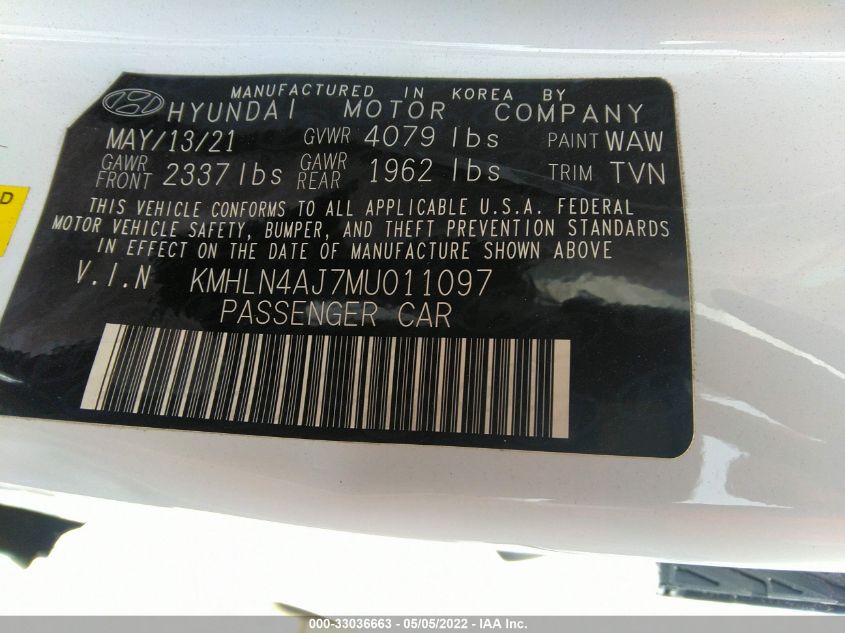 MANUFACTURED IN KOREA BY
HYUNDAI MOTOR COMPANY
MAY/13/21 GVWR 4079 lbs PAINT WAW
GAWR FRONT 2337 lbs GAWR REAR 1962 lbs TRIM TVN
THIS VEHICLE CONFORMS TO ALL APPLICABLE U.S.A. FEDERAL
MOTOR VEHICLE SAFETY, BUMPER, AND THEFT PREVENTION STANDARDS
IN EFFECT ON THE DATE OF MANUFACTURE SHOWN ABOVE
V.I.N KMHLN4AJ7MU011097
PASSENGER CAR
D
000-33036663 - 05/05/2022 - IAA Inc.